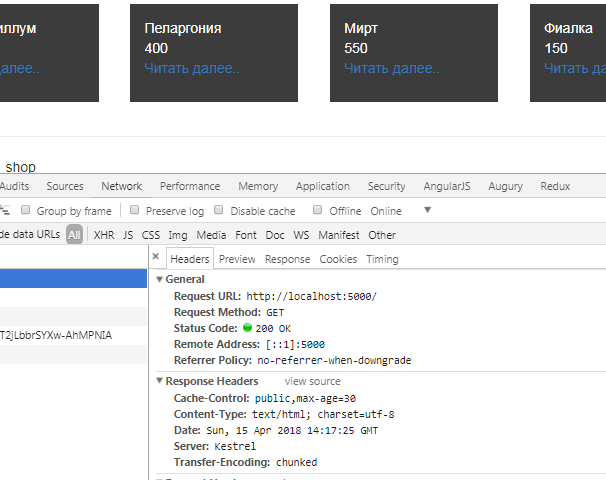 Пеларгония
400
Читать далее..
Мирт
550
Читать далее..
Фиалка
150
Читать далее..
shop
Audits Sources Network Performance Memory Application Security AngularJS Augury Redux
Group by frame Preserve log Disable cache Offline Online
data URLs All XHR JS CSS Img Media Font Doc WS Manifest Other
× Headers Preview Response Cookies Timing
General
Request URL: http://localhost:5000/
Request Method: GET
Status Code: 200 OK
T2jLbbrSYXw-AhMPNIA
Remote Address: [::1]:5000
Referrer Policy: no-referrer-when-downgrade
Response Headers view source
Cache-Control: public,max-age=30
Content-Type: text/html; charset=utf-8
Date: Sun, 15 Apr 2018 14:17:25 GMT
Server: Kestrel
Transfer-Encoding: chunked